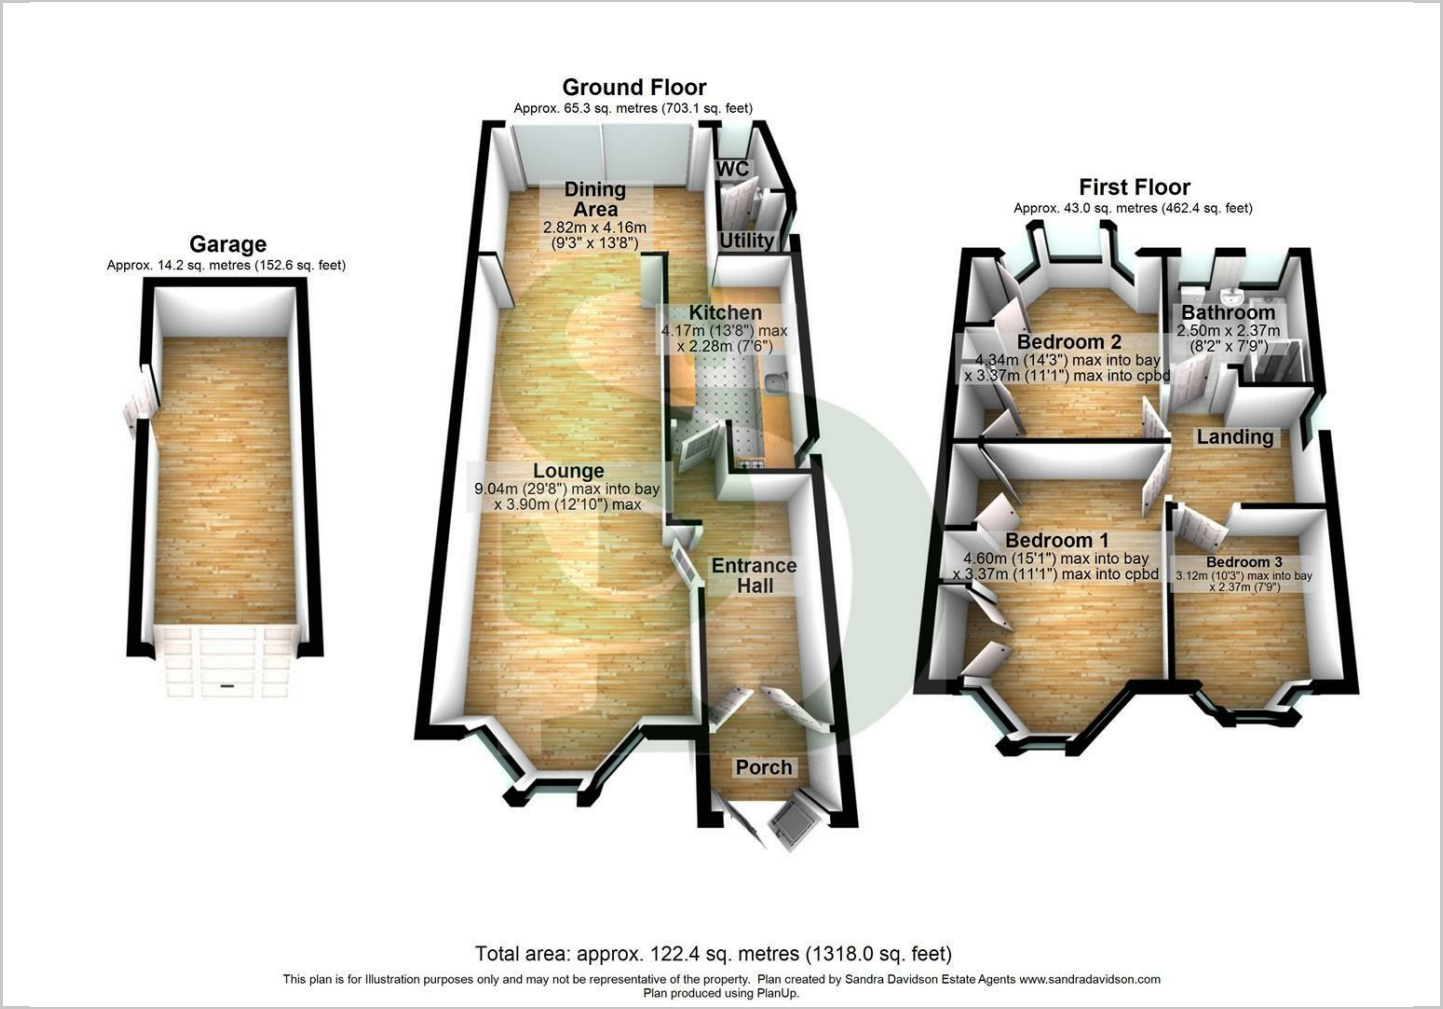 Ground Floor
Approx. 65.3 sq. metres (703.1 sq. feet)
WC
Dining
Area
2.82m x 4.16m
(9'3" x 13'8")
Utility
Kitchen
4.17m (13'8") max
x 2.28m (7'6")
Lounge
9.04m (29'8") max into bay
x 3.90m (12'10") max
Entrance
Hall
Porch
Garage
Approx. 14.2 sq. metres (152.6 sq. feet)
First Floor
Approx. 43.0 sq. metres (462.4 sq. feet)
Bathroom
2.50m x 2.37m
(8'2" x 7'9")
Bedroom 2
4.34m (14'3") max into bay
x 3.37m (11'1") max into cpbd
Landing
Bedroom 1
4.60m (15'1") max into bay
x 3.37m (11'1") max into cpbd
Bedroom 3
3.12m (10'3") max into bay
x 2.37m (7'9")
Total area: approx. 122.4 sq. metres (1318.0 sq. feet)
This plan is for Illustration purposes only and may not be representative of the property. Plan created by Sandra Davidson Estate Agents www.sandradavidson.com
Plan produced using PlanUp.